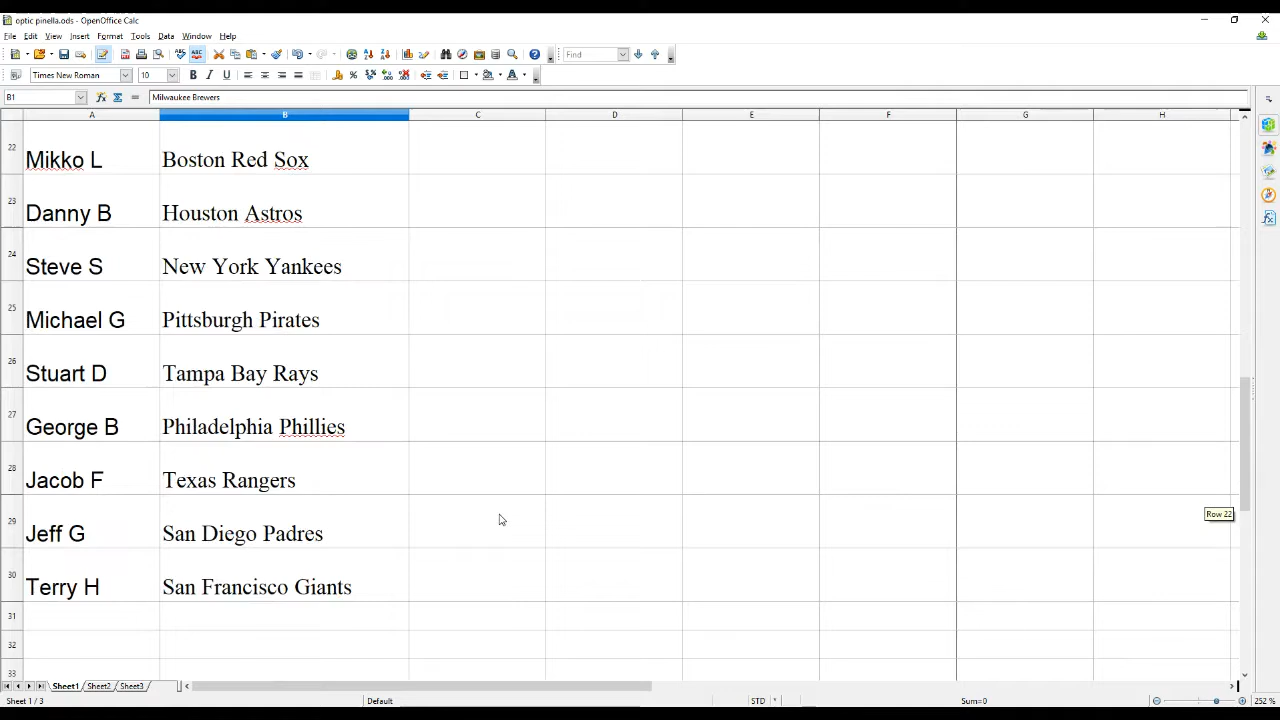 optic pinella.ods - OpenOffice Calc
File Edit View Insert Format Tools Data Window Help
Find
Times New Roman 10
B1 Milwaukee Brewers
A B C D E F G H
22 Mikko L Boston Red Sox
23 Danny B Houston Astros
24 Steve S New York Yankees
25 Michael G Pittsburgh Pirates
26 Stuart D Tampa Bay Rays
27 George B Philadelphia Phillies
28 Jacob F Texas Rangers
Row 22
29 Jeff G San Diego Padres
30 Terry H San Francisco Giants
31
32
33
Sheet1 Sheet2 Sheet3
Sheet 1 / 3 Default STD * Sum=0 252 %